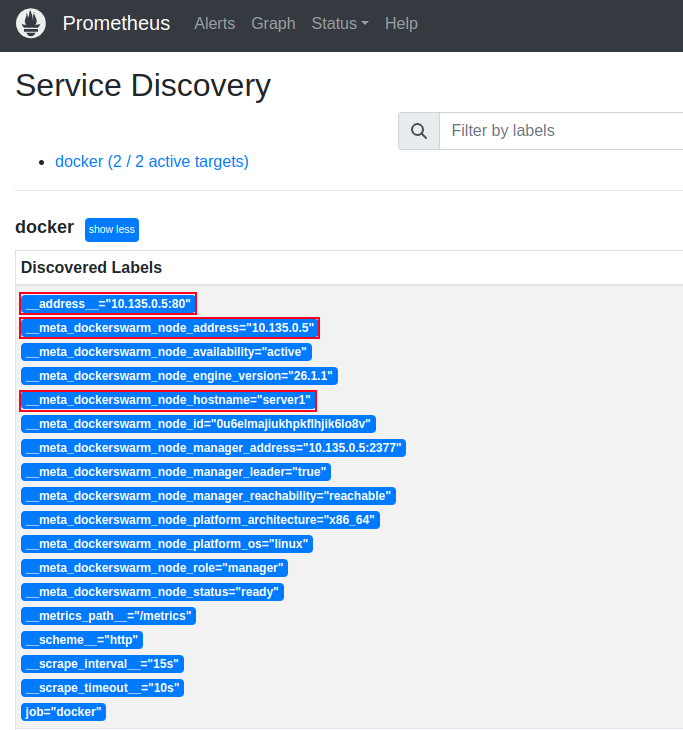 Prometheus Alerts Graph Status Help
Service Discovery
Filter by labels
docker (2 / 2 active targets)
docker show less
Discovered Labels
__address__="10.135.0.5:80"
__meta_dockerswarm_node_address="10.135.0.5"
__meta_dockerswarm_node_availability="active"
__meta_dockerswarm_node_engine_version="26.1.1"
__meta_dockerswarm_node_hostname="server1"
__meta_dockerswarm_node_id="0u6elmajiukhpkflhjik6lo8v"
__meta_dockerswarm_node_manager_address="10.135.0.5:2377"
__meta_dockerswarm_node_manager_leader="true"
__meta_dockerswarm_node_manager_reachability="reachable"
__meta_dockerswarm_node_platform_architecture="x86_64"
__meta_dockerswarm_node_platform_os="linux"
__meta_dockerswarm_node_role="manager"
__meta_dockerswarm_node_status="ready"
__metrics_path__="/metrics"
__scheme__="http"
__scrape_interval__="15s"
__scrape_timeout__="10s"
job="docker"